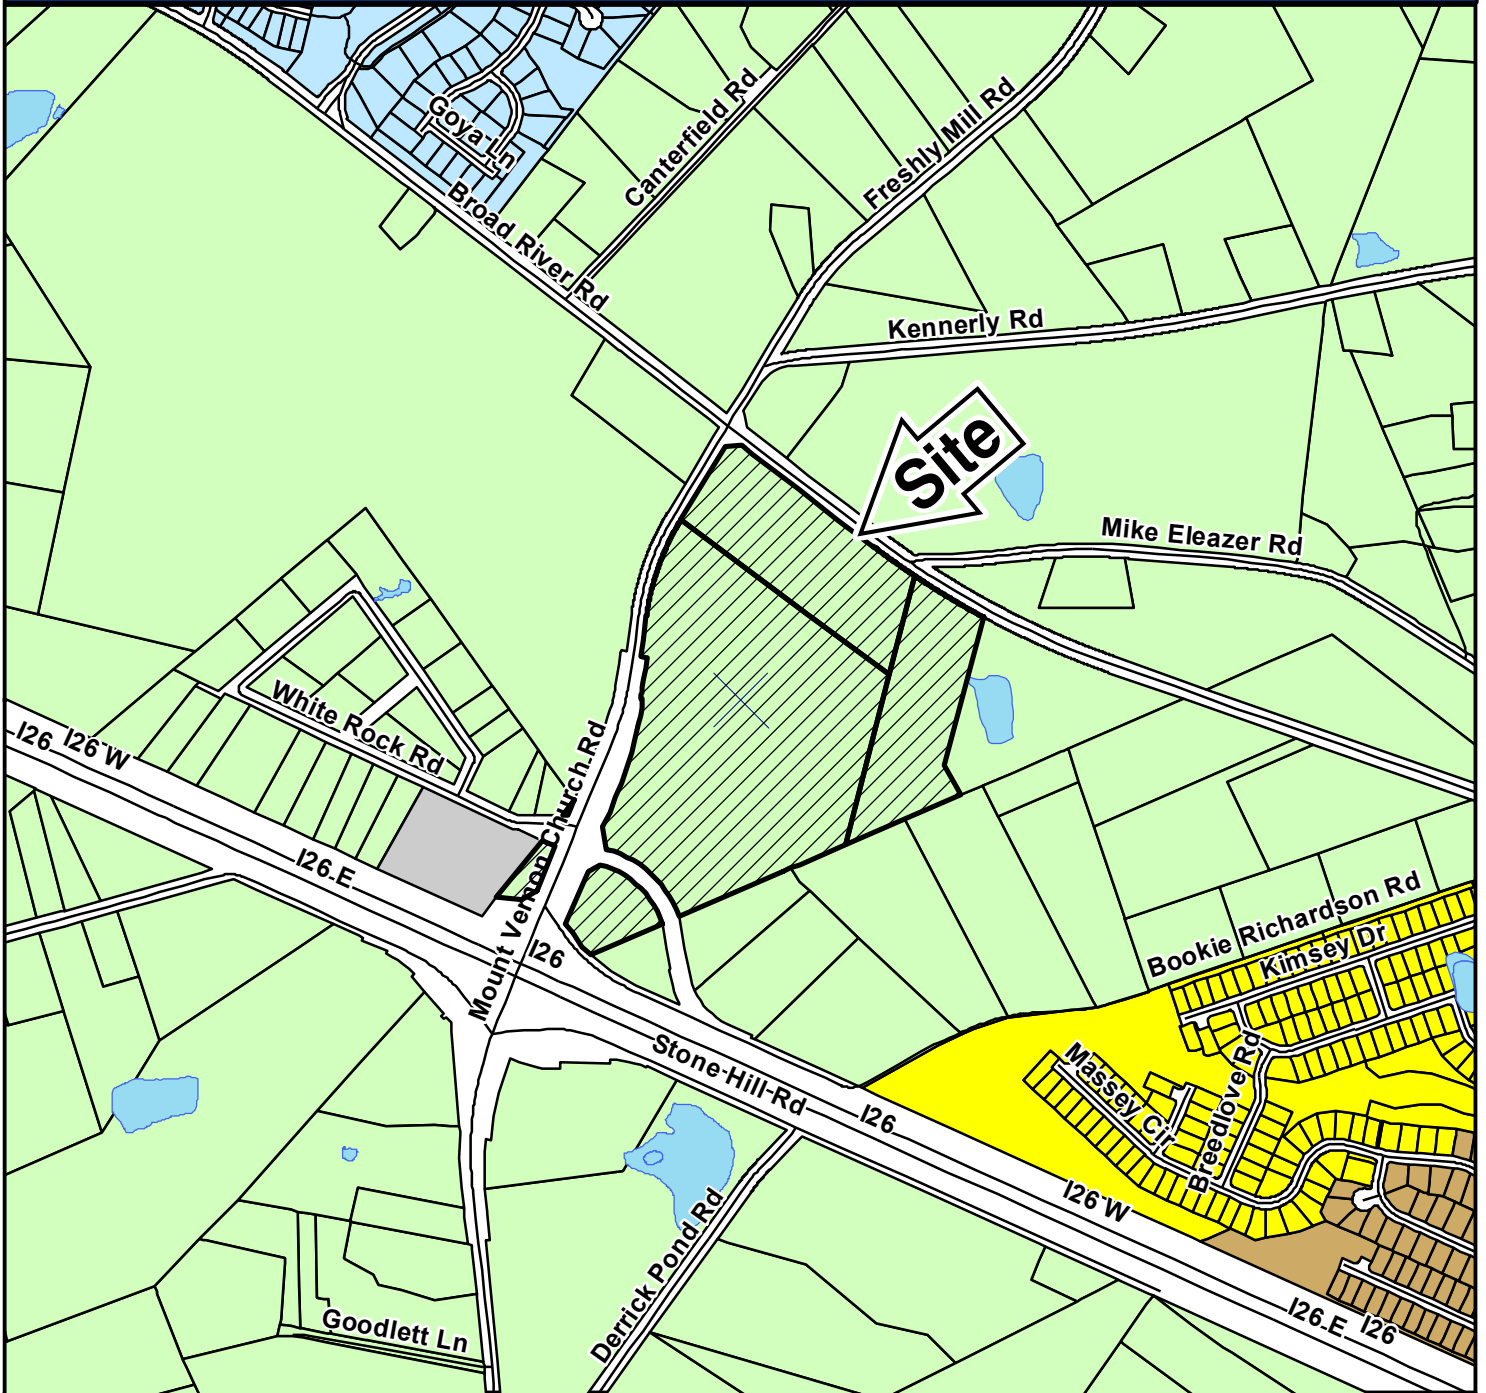 Goya Ln
Canterfield Rd
Freshly Mill Rd
Broad River Rd
Kennerly Rd
Site
Mike Eleazer Rd
White Rock Rd
I26
I26 W
Mount Vernon Church Rd
I26 E
I26
Bookie Richardson Rd
Kimsey Dr
Stone Hill Rd
Massey Cir
Breedlove Rd
I26
I26 W
Derrick Pond Rd
Goodlett Ln
I26 E
I26